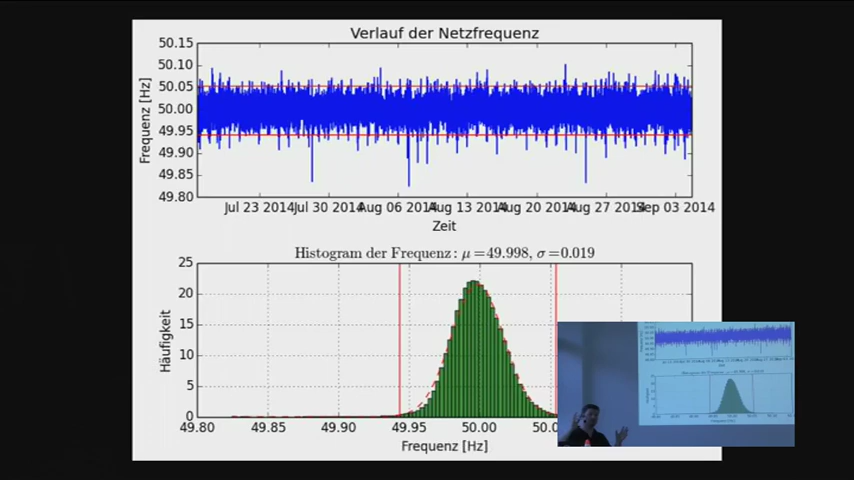 Verlauf der Netzfrequenz
50.15
50.10
50.05
50.00
49.95
49.90
49.85
49.80
Frequenz [Hz]
Jul 23 2014 Jul 30 2014 Aug 06 2014 Aug 13 2014 Aug 20 2014 Aug 27 2014 Sep 03 2014
Zeit
Histogram der Frequenz: μ=49.998, σ=0.019
25
20
15
10
5
0
Häufigkeit
49.80 49.85 49.90 49.95 50.00
Frequenz [Hz]